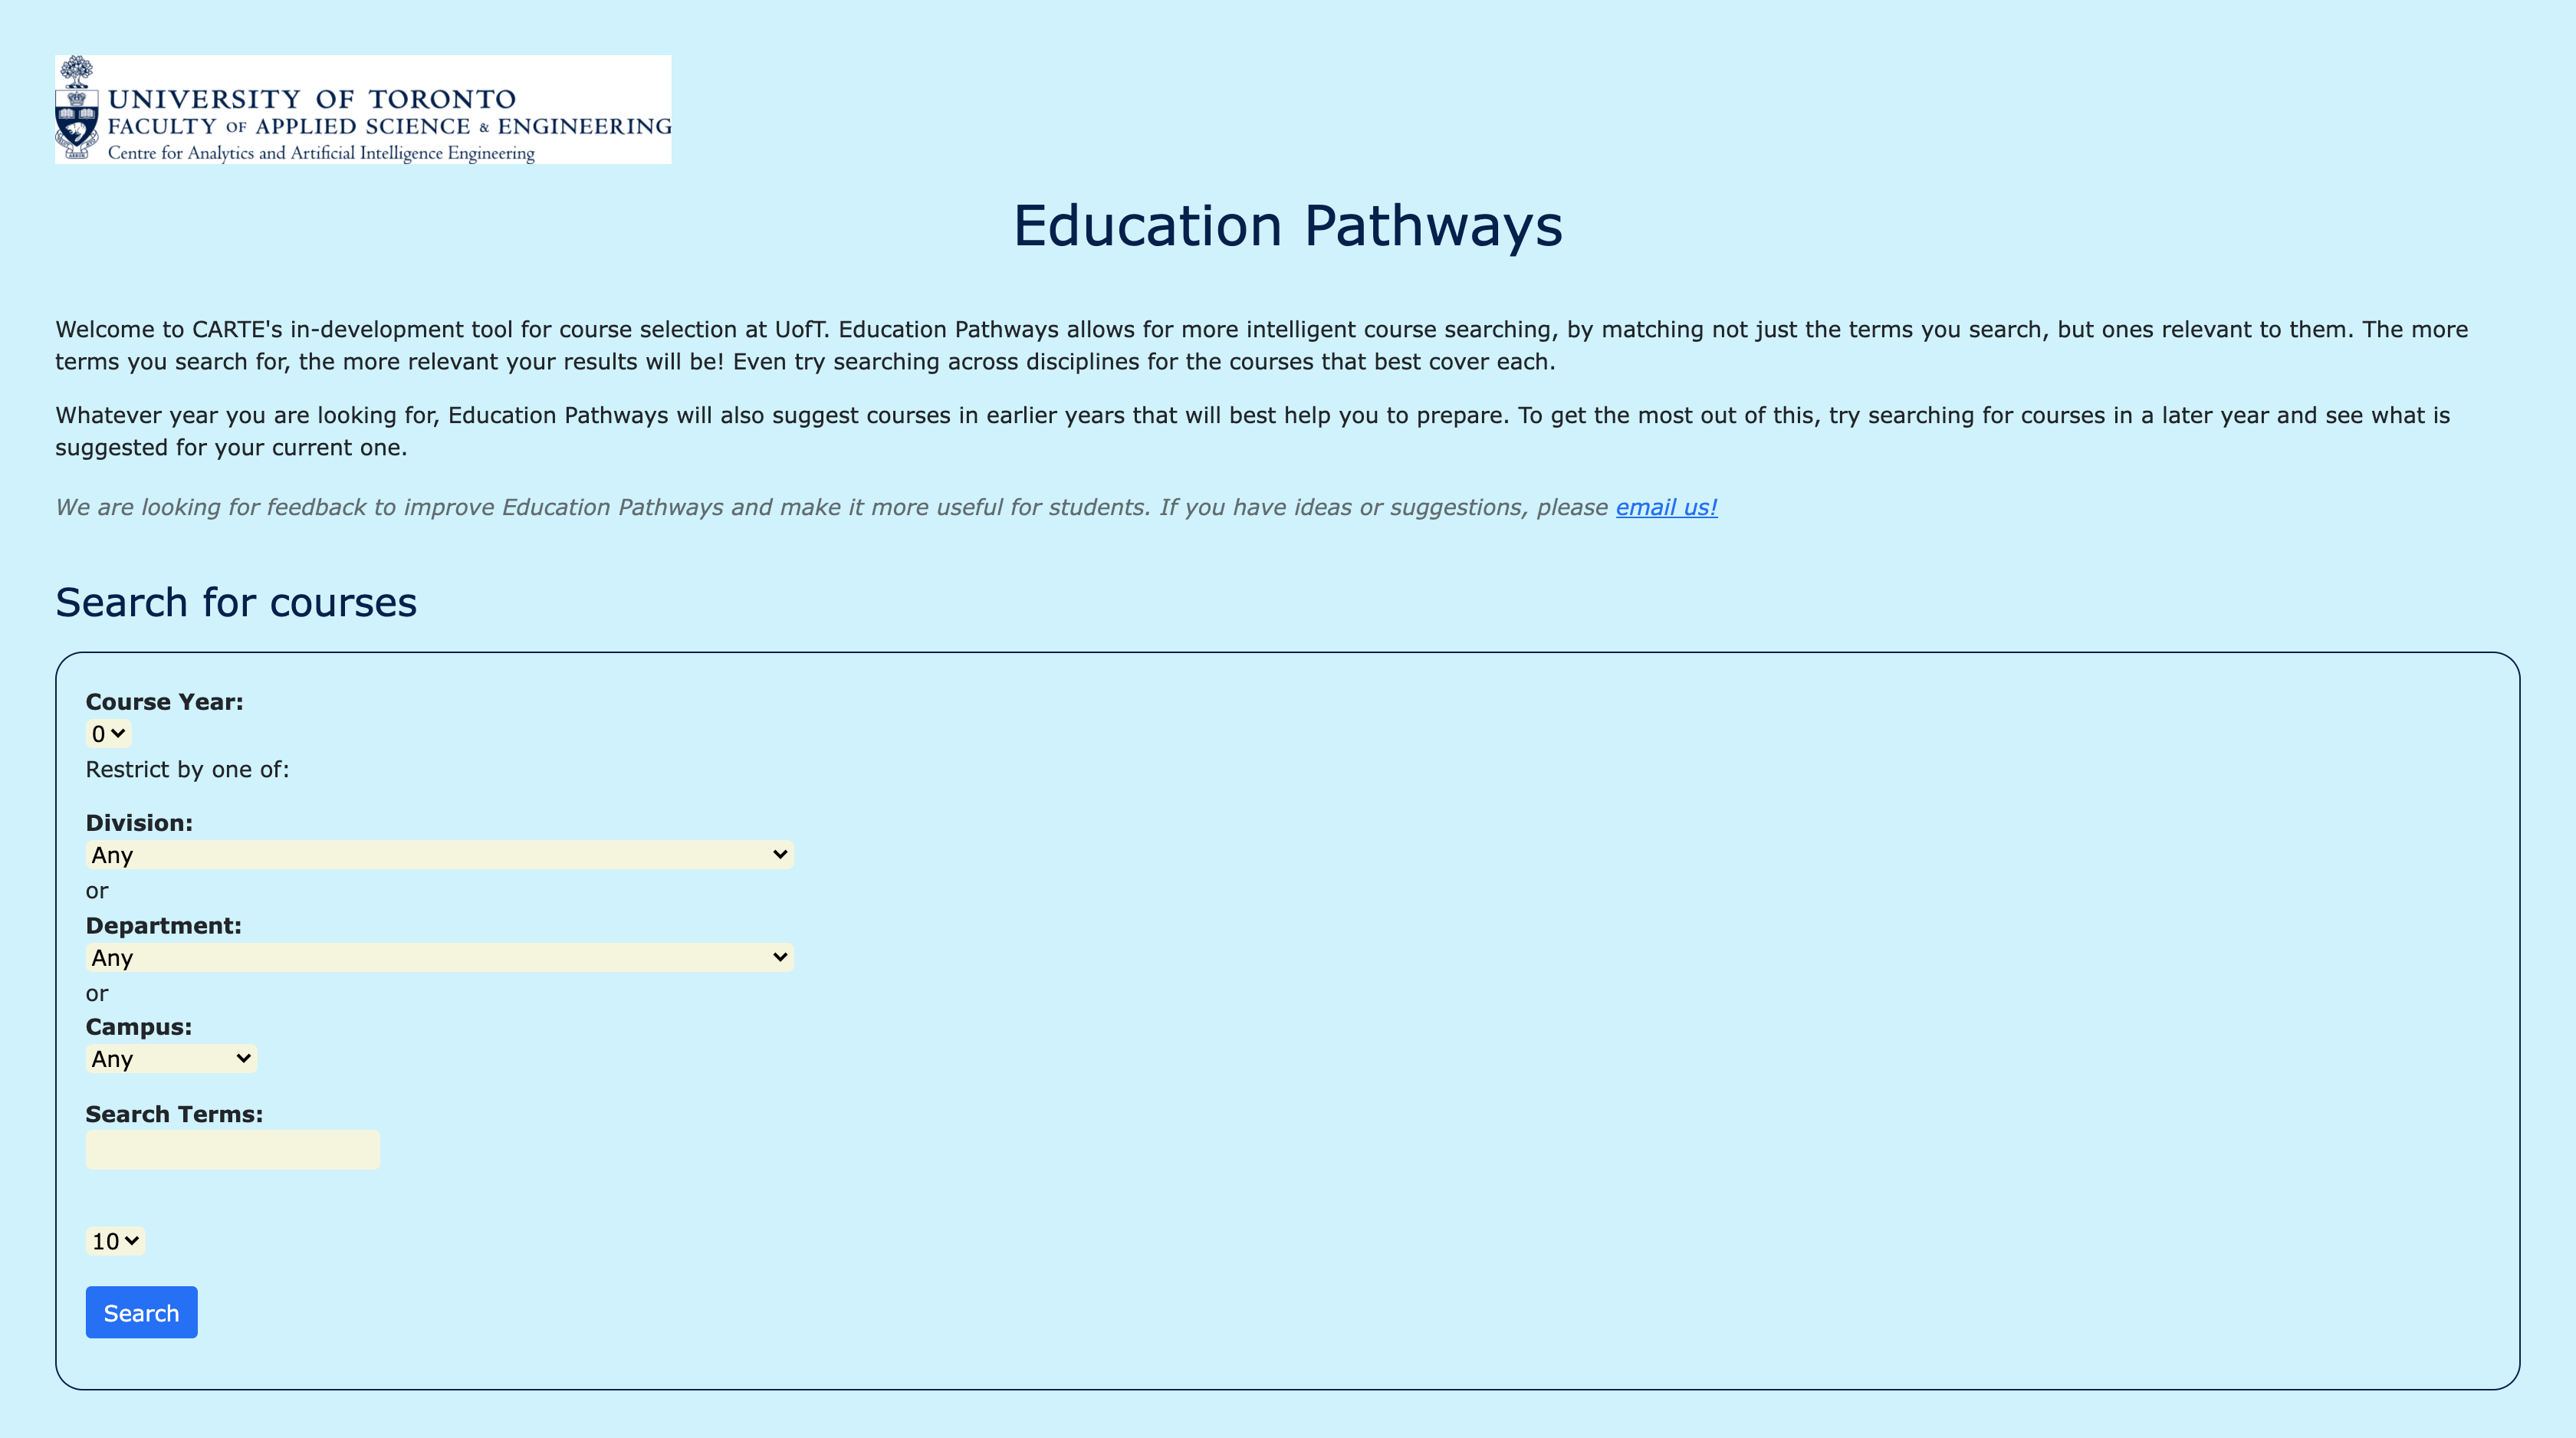 UNIVERSITY OF TORONTO
FACULTY OF APPLIED SCIENCE & ENGINEERING
Centre for Analytics and Artificial Intelligence Engineering
Education Pathways
Welcome to CARTE's in-development tool for course selection at UofT. Education Pathways allows for more intelligent course searching, by matching not just the terms you search, but ones relevant to them. The more
terms you search for, the more relevant your results will be! Even try searching across disciplines for the courses that best cover each.
Whatever year you are looking for, Education Pathways will also suggest courses in earlier years that will best help you to prepare. To get the most out of this, try searching for courses in a later year and see what is
suggested for your current one.
We are looking for feedback to improve Education Pathways and make it more useful for students. If you have ideas or suggestions, please email us!
Search for courses
Course Year:
0
Restrict by one of:
Division:
Any
or
Department:
Any
or
Campus:
Any
Search Terms:
10
Search